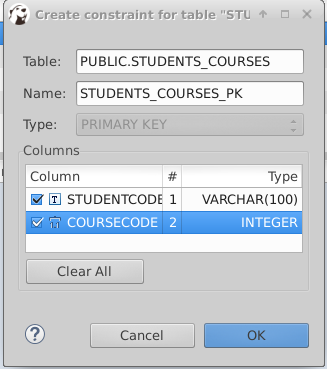 Create constraint for table "STU
Table: PUBLIC.STUDENTS_COURSES
Name: STUDENTS_COURSES_PK
Type: PRIMARY KEY
Columns
Column # Type
T STUDENTCODE 1 VARCHAR(100)
COURSECODE 2 INTEGER
Clear All
? Cancel OK